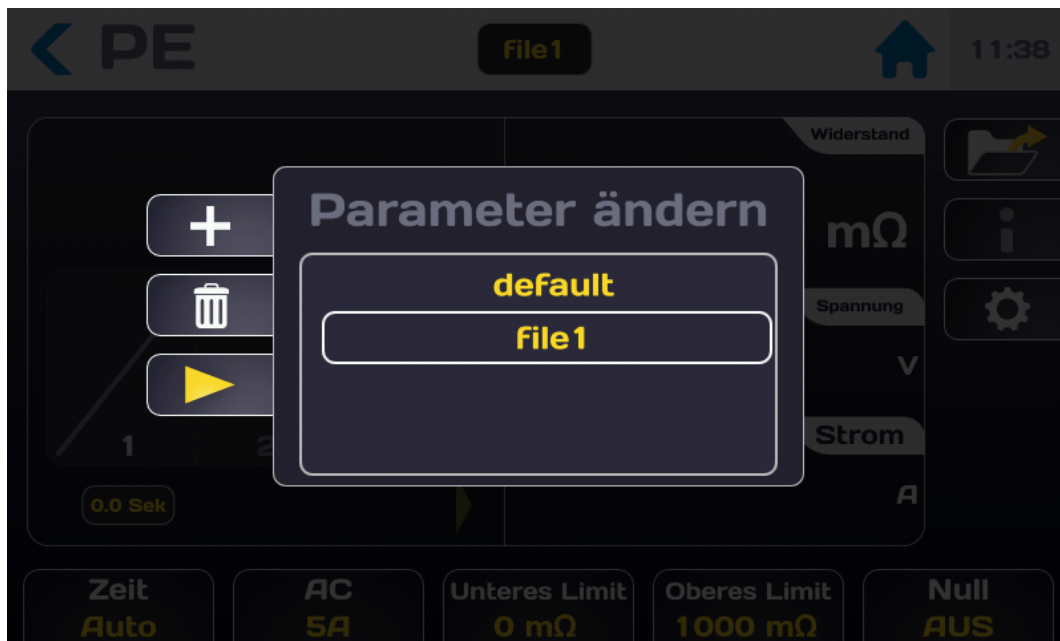 PE
file1
11:38
Widerstand
Parameter ändern
mΩ
default
Spannung
file1
V
Strom
1
2
A
0.0 Sek
Zeit
AC
Unteres Limit
Oberes Limit
Null
Auto
5A
0 mΩ
1000 mΩ
AUS